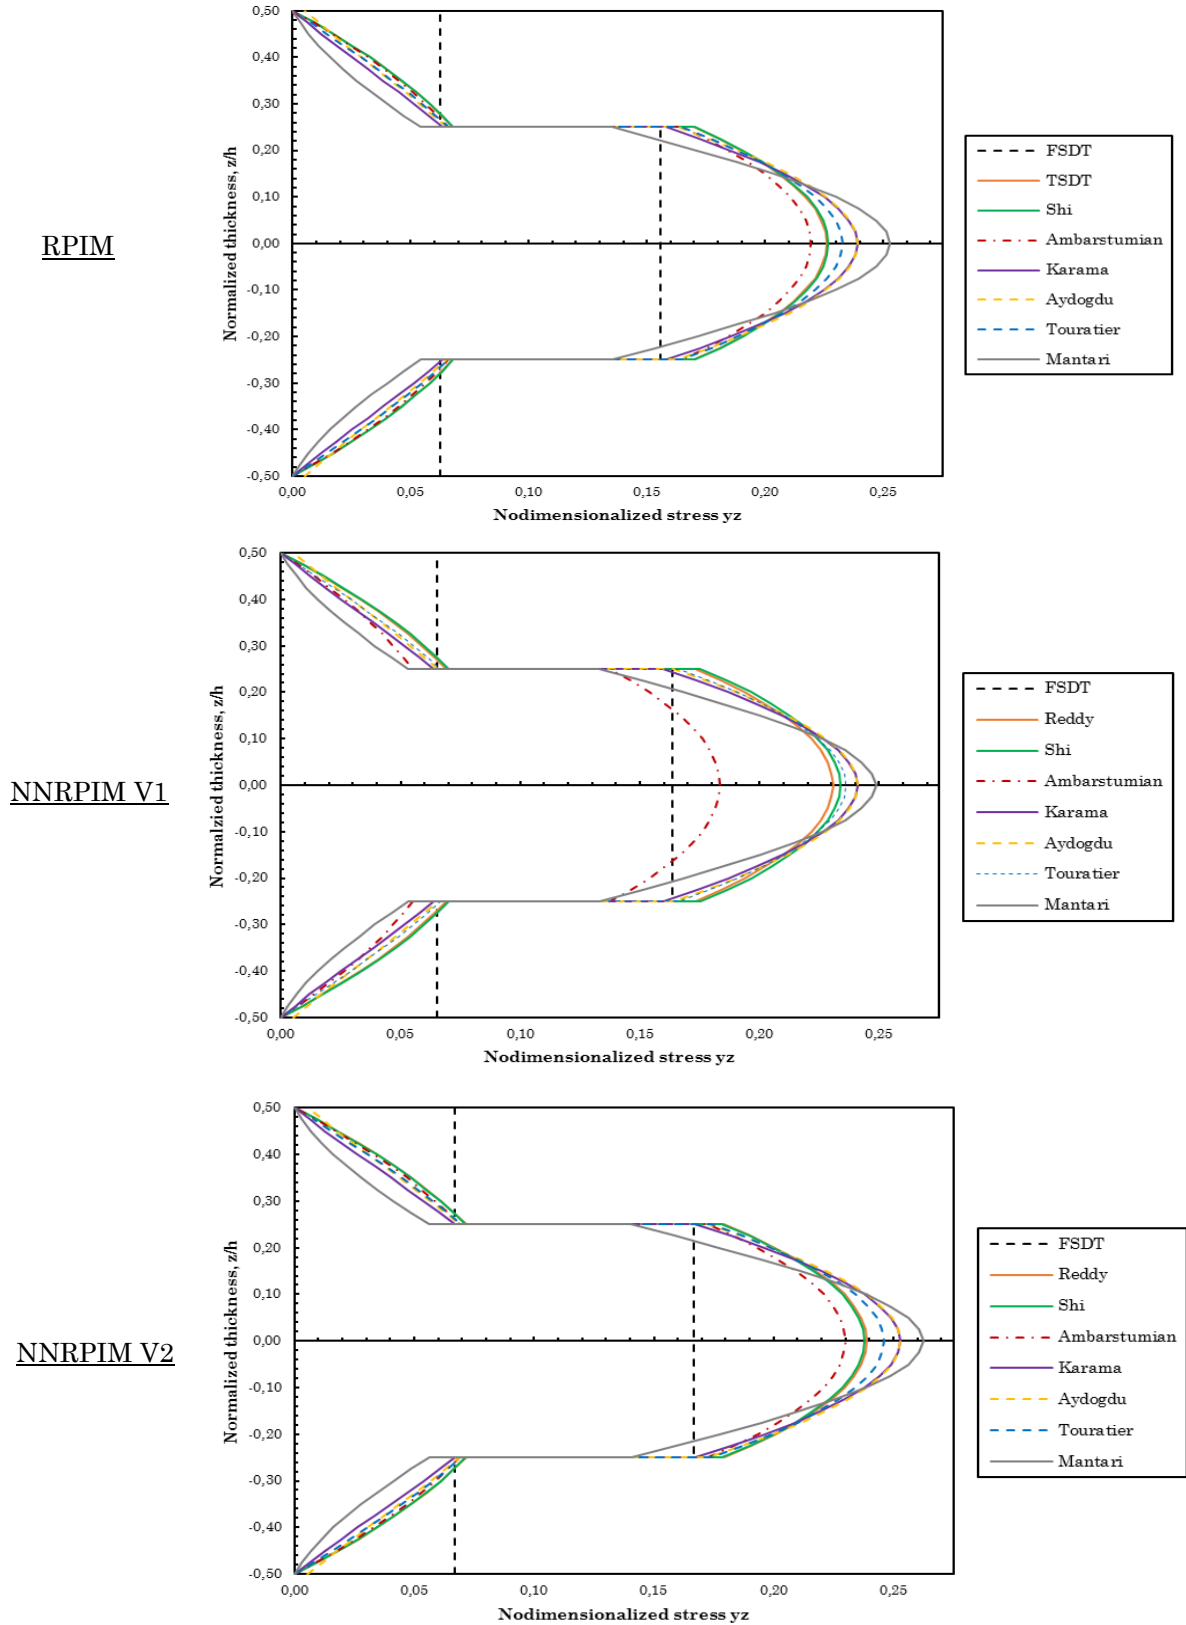 RPIM
Normalized thickness, z/h
0,50
0,40
0,30
0,20
0,10
0,00
-0,10
-0,20
-0,30
-0,40
-0,50
0,00 0,05 0,10 0,15 0,20 0,25
Nodimensionalized stress yz
FSDT
TSDT
Shi
Ambarstumian
Karama
Aydogdu
Touratier
Mantari
NNRPIM V1
Normalzied thickness, z/h
0,50
0,40
0,30
0,20
0,10
0,00
-0,10
-0,20
-0,30
-0,40
-0,50
0,00 0,05 0,10 0,15 0,20 0,25
Nodimensionalized stress yz
FSDT
Reddy
Shi
Ambarstumian
Karama
Aydogdu
Touratier
Mantari
NNRPIM V2
Normalized thickness, z/h
0,50
0,40
0,30
0,20
0,10
0,00
-0,10
-0,20
-0,30
-0,40
-0,50
0,00 0,05 0,10 0,15 0,20 0,25
Nodimensionalized stress yz
FSDT
Reddy
Shi
Ambarstumian
Karama
Aydogdu
Touratier
Mantari